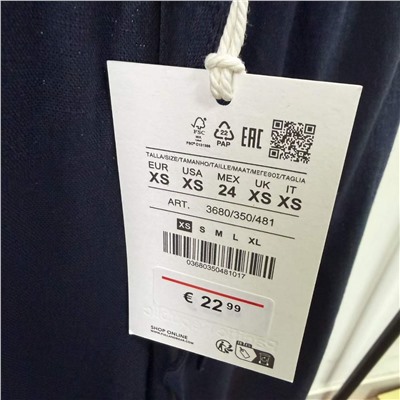 FSC
22
PAP
EAC
TALLA/SIZE/TAMANHO/TAILLE/MAAT/ΜΕΓΕΘΟΣ/TAGLIA
EUR USA MEX UK IT
XS XS 24 XS XS
ART. 3680/350/481
XS S M L XL
03680350481017
€ 22.99
SHOP ONLINE